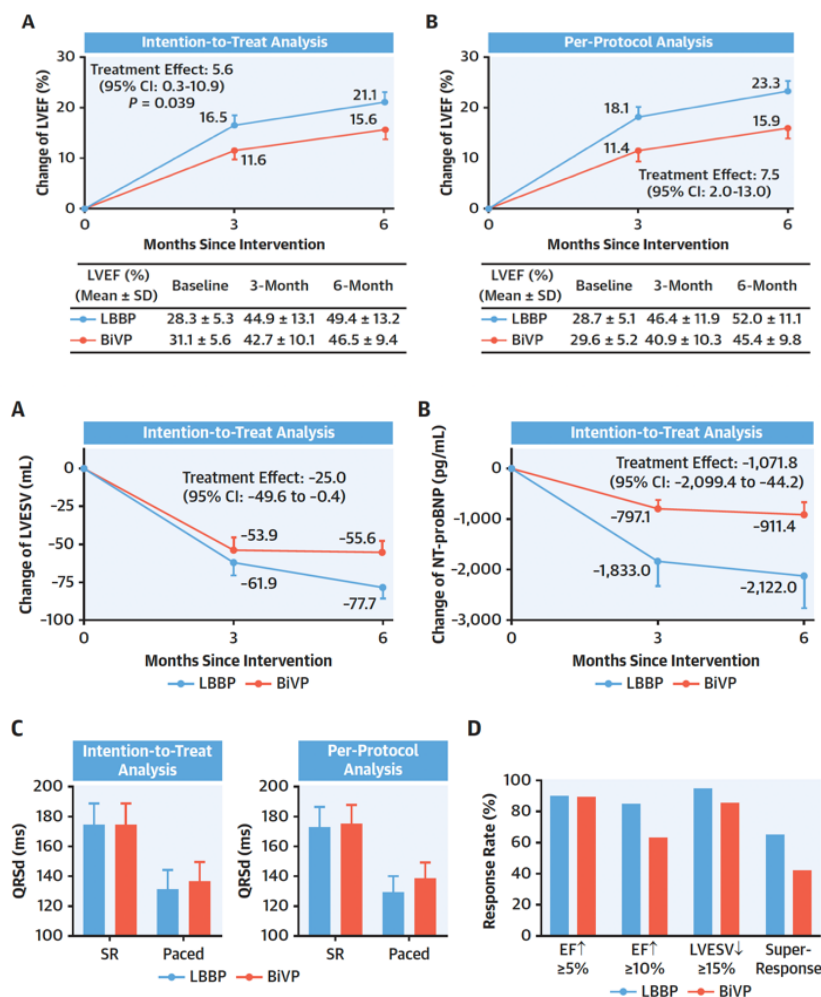 A
Intention-to-Treat Analysis
Change of LVEF (%)
30
20
10
0
Treatment Effect: 5.6
(95% CI: 0.3-10.9)
P = 0.039
16.5
21.1
11.6
15.6
0
3
6
Months Since Intervention
LVEF (%)
(Mean ± SD)
Baseline
3-Month
6-Month
LBBP 28.3 ± 5.3 44.9 ± 13.1 49.4 ± 13.2
BiVP 31.1 ± 5.6 42.7 ± 10.1 46.5 ± 9.4
B
Per-Protocol Analysis
Change of LVEF (%)
30
20
10
0
18.1
23.3
11.4
15.9
Treatment Effect: 7.5
(95% CI: 2.0-13.0)
0
3
6
Months Since Intervention
LVEF (%)
(Mean ± SD)
Baseline
3-Month
6-Month
LBBP 28.7 ± 5.1 46.4 ± 11.9 52.0 ± 11.1
BiVP 29.6 ± 5.2 40.9 ± 10.3 45.4 ± 9.8
A
Intention-to-Treat Analysis
Change of LVESV (mL)
0
-25
-50
-75
-100
Treatment Effect: -25.0
(95% CI: -49.6 to -0.4)
-53.9
-55.6
-61.9
-77.7
0
3
6
Months Since Intervention
LBBP BiVP
B
Intention-to-Treat Analysis
Change of NT-proBNP (pg/mL)
0
-1,000
-2,000
-3,000
Treatment Effect: -1,071.8
(95% CI: -2,099.4 to -44.2)
-797.1
-911.4
-1,833.0
-2,122.0
0
3
6
Months Since Intervention
LBBP BiVP
C
Intention-to-Treat
Analysis
QRSd (ms)
200
180
160
140
120
100
SR
Paced
Per-Protocol
Analysis
QRSd (ms)
200
180
160
140
120
100
SR
Paced
LBBP BiVP
D
Response Rate (%)
100
80
60
40
20
0
EF↑
≥5%
EF↑
≥10%
LVESV↓
≥15%
Super-
Response
LBBP BiVP